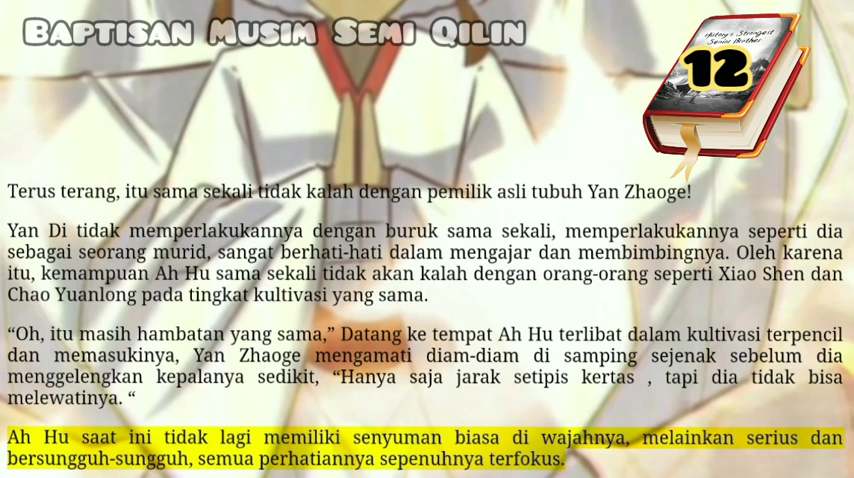 Baptisan Musim Semi Qilin
History's Strongest
Senior Brother
12
Terus terang, itu sama sekali tidak kalah dengan pemilik asli tubuh Yan Zhaoge!
Yan Di tidak memperlakukannya dengan buruk sama sekali, memperlakukannya seperti dia
sebagai seorang murid, sangat berhati-hati dalam mengajar dan membimbingnya. Oleh karena
itu, kemampuan Ah Hu sama sekali tidak akan kalah dengan orang-orang seperti Xiao Shen dan
Chao Yuanlong pada tingkat kultivasi yang sama.
“Oh, itu masih hambatan yang sama,” Datang ke tempat Ah Hu terlibat dalam kultivasi terpencil
dan memasukinya, Yan Zhaoge mengamati diam-diam di samping sejenak sebelum dia
menggelengkan kepalanya sedikit, “Hanya saja jarak setipis kertas , tapi dia tidak bisa
melewatinya. “
Ah Hu saat ini tidak lagi memiliki senyuman biasa di wajahnya, melainkan serius dan
bersungguh-sungguh, semua perhatiannya sepenuhnya terfokus.